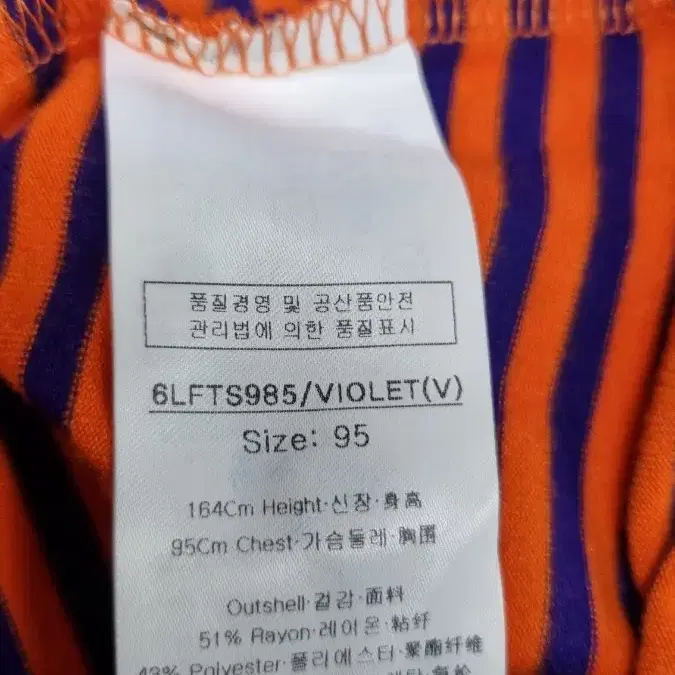 품질경영 및 공산품안전
관리법에 의한 품질표시
6LFTS985/VIOLET(V)
Size: 95
164Cm Height·신장·身高
95Cm Chest·가슴둘레·胸围
Outshell·겉감·面料
51% Rayon·레이온·粘纤
43% Polyester·폴리에스터·聚酯纤维